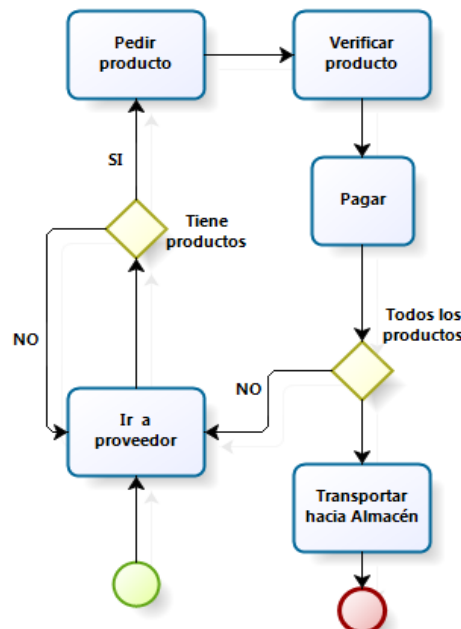 Pedir
producto
Verificar
producto
SI
Pagar
Tiene
productos
Todos los
productos
NO
NO
Ir a
proveedor
Transportar
hacia Almacén